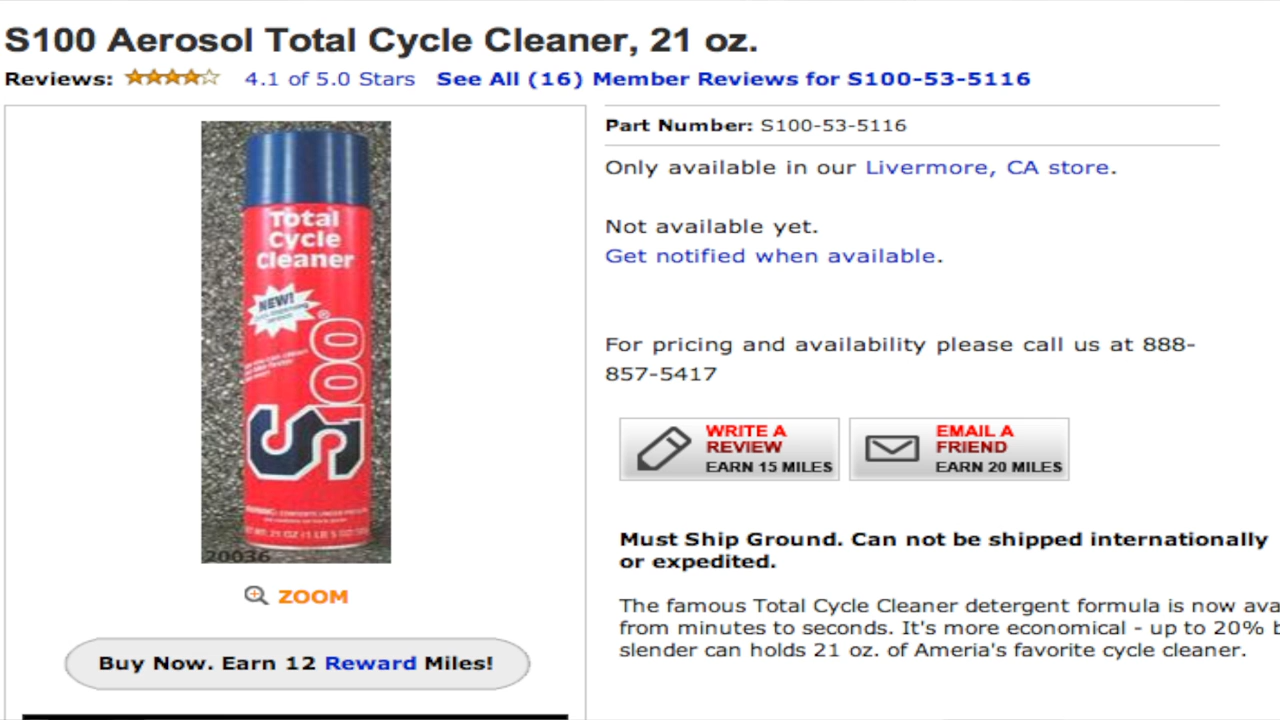 S100 Aerosol Total Cycle Cleaner, 21 oz.
Reviews: 4.1 of 5.0 Stars See All (16) Member Reviews for S100-53-5116
Total
Cycle
Cleaner
NEW!
S100®
20036
ZOOM
Buy Now. Earn 12 Reward Miles!
Part Number: S100-53-5116
Only available in our Livermore, CA store.
Not available yet.
Get notified when available.
For pricing and availability please call us at 888-
857-5417
WRITE A
REVIEW
EARN 15 MILES
EMAIL A
FRIEND
EARN 20 MILES
Must Ship Ground. Can not be shipped internationally
or expedited.
The famous Total Cycle Cleaner detergent formula is now ava
from minutes to seconds. It's more economical - up to 20% b
slender can holds 21 oz. of Ameria's favorite cycle cleaner.